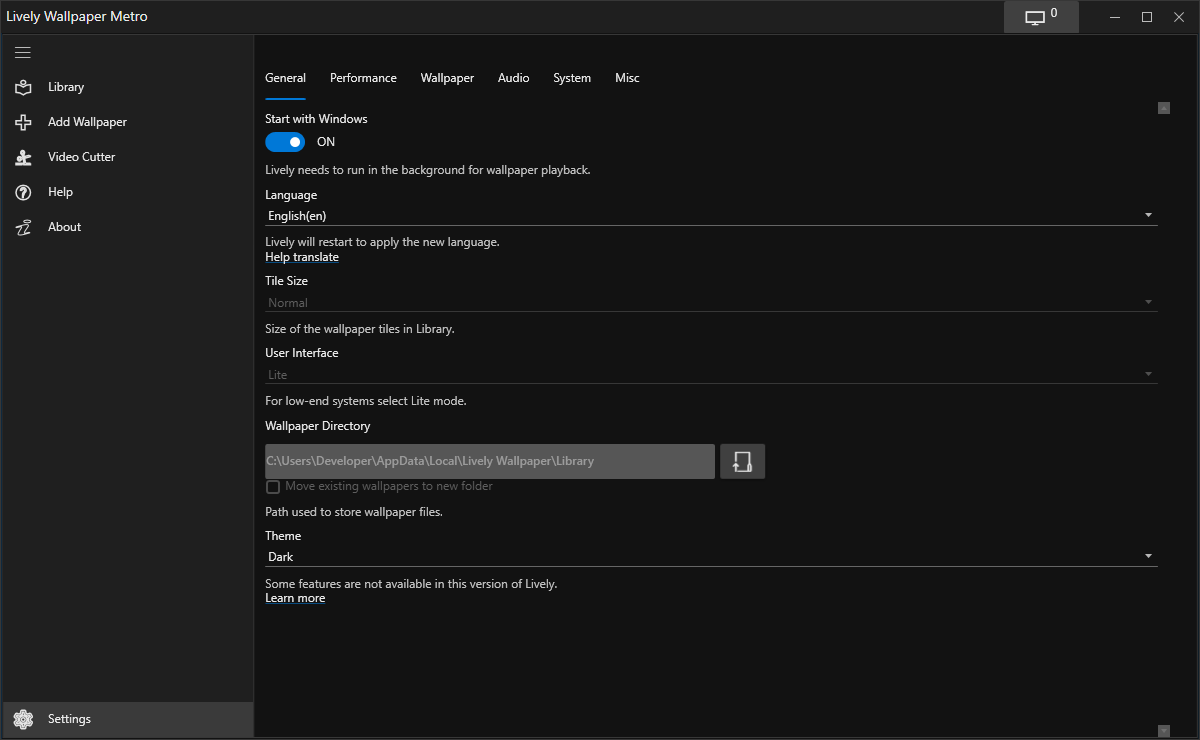 Lively Wallpaper Metro
0
Library
Add Wallpaper
Video Cutter
Help
About
Settings
General Performance Wallpaper Audio System Misc
Start with Windows
ON
Lively needs to run in the background for wallpaper playback.
Language
English(en)
Lively will restart to apply the new language.
Help translate
Tile Size
Normal
Size of the wallpaper tiles in Library.
User Interface
Lite
For low-end systems select Lite mode.
Wallpaper Directory
C:\Users\Developer\AppData\Local\Lively Wallpaper\Library
Move existing wallpapers to new folder
Path used to store wallpaper files.
Theme
Dark
Some features are not available in this version of Lively.
Learn more